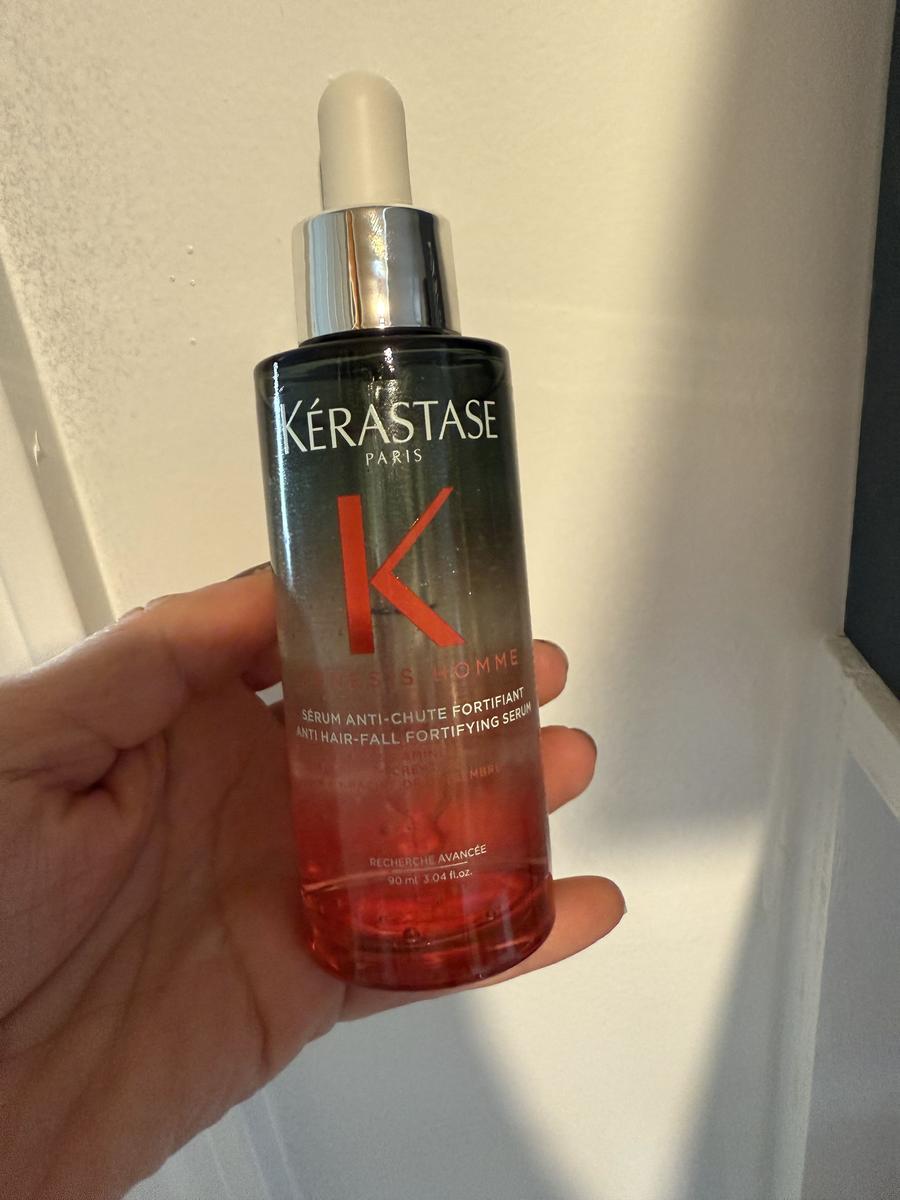 KÉRASTASE
PARIS
K
HOMME
SÉRUM ANTI-CHUTE FORTIFIANT
ANTI HAIR-FALL FORTIFYING SERUM
RECHERCHE AVANCÉE
90 ml 3.04 fl.oz.